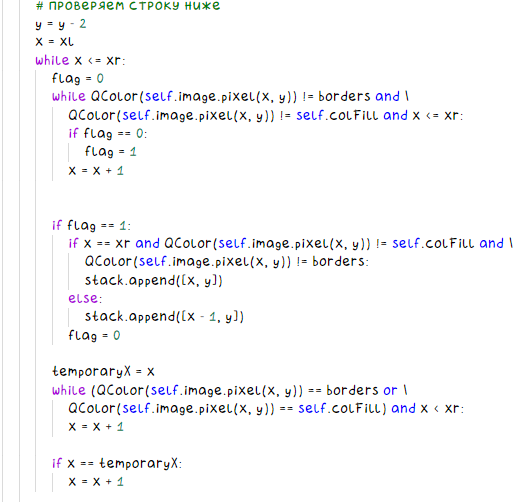 # проверяем строку ниже
y = y - 2
x = xl
while x <= xr:
flag = 0
while QColor(self.image.pixel(x, y)) != borders and \
QColor(self.image.pixel(x, y)) != self.colFill and x <= xr:
if flag == 0:
flag = 1
x = x + 1
if flag == 1:
if x == xr and QColor(self.image.pixel(x, y)) != self.colFill and \
QColor(self.image.pixel(x, y)) != borders:
stack.append([x, y])
else:
stack.append([x - 1, y])
flag = 0
temporaryX = x
while (QColor(self.image.pixel(x, y)) == borders or \
QColor(self.image.pixel(x, y)) == self.colFill) and x < xr:
x = x + 1
if x == temporaryX:
x = x + 1